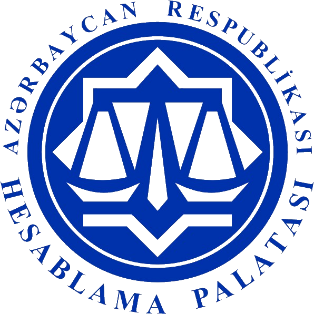 AZƏRBAYCAN RESPUBLİKASI
HESABLAMA PALATASI